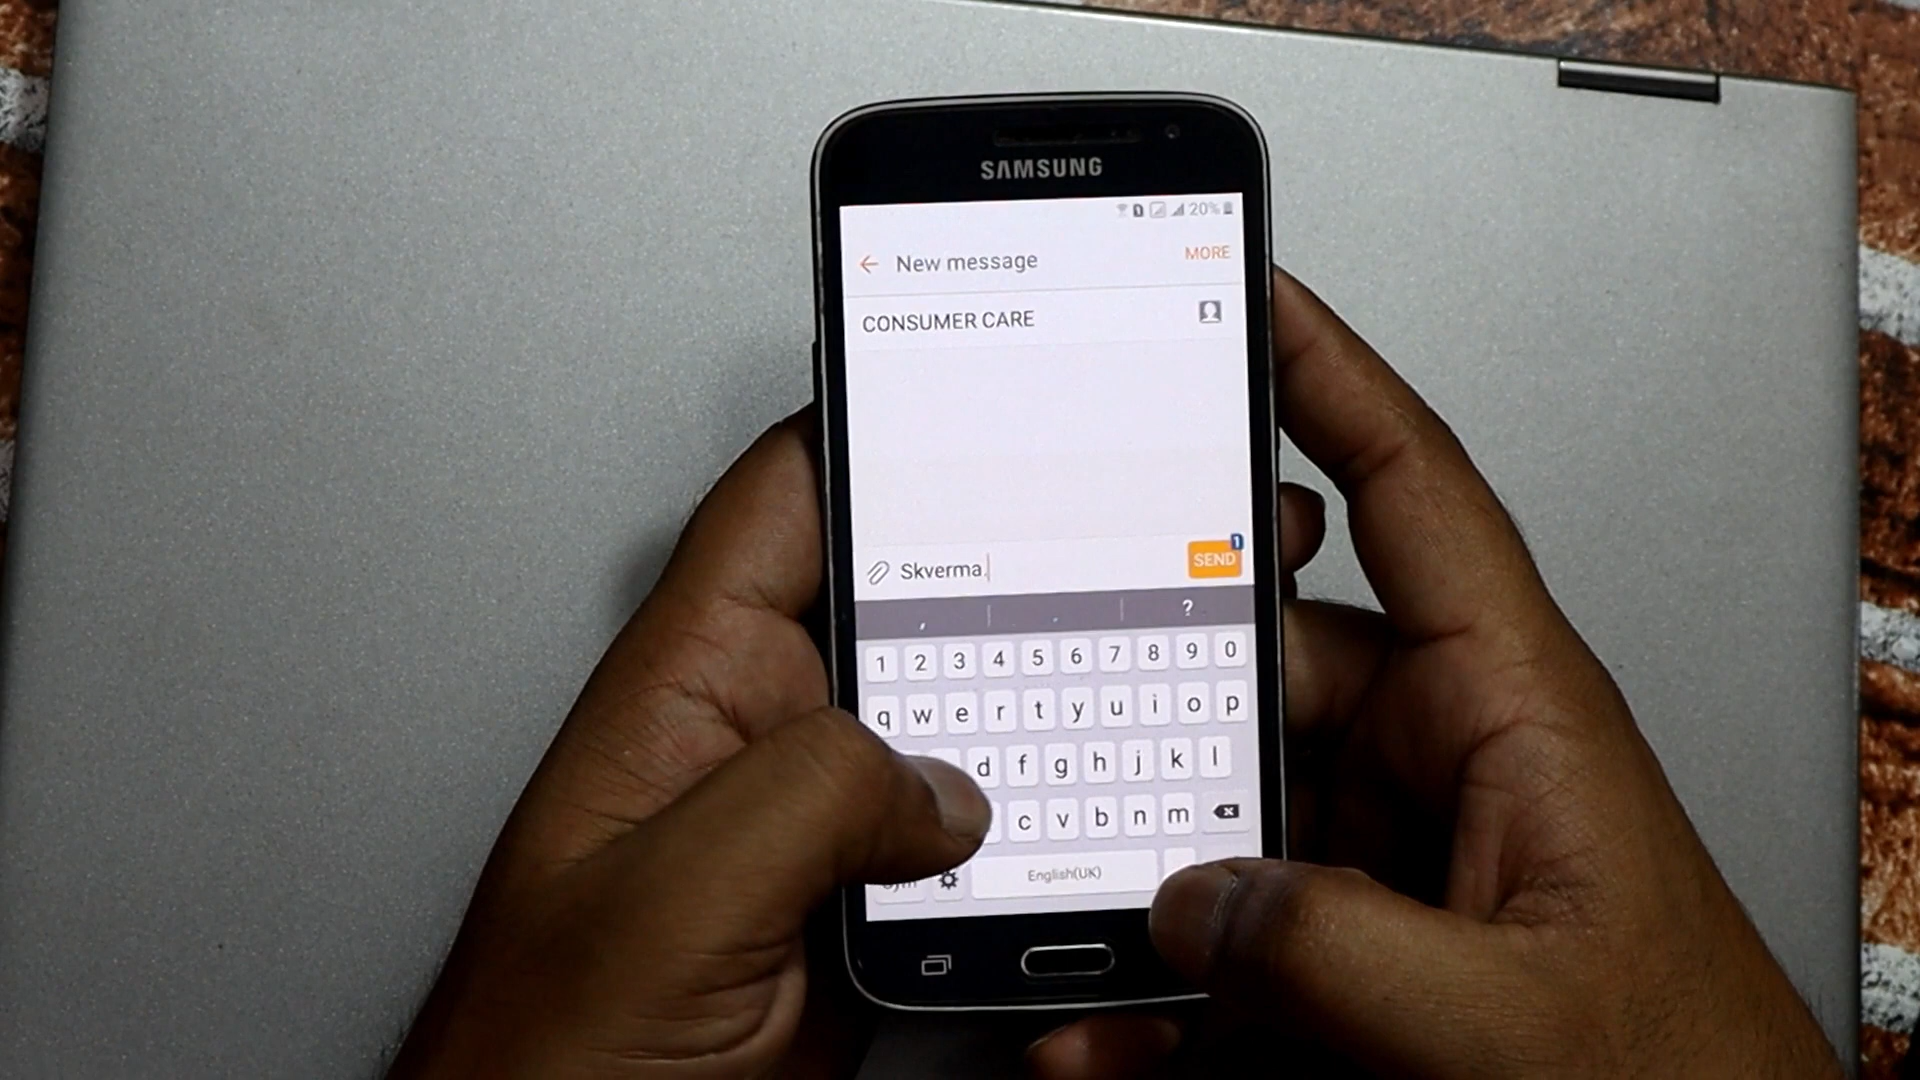 SAMSUNG
20%
New message
MORE
CONSUMER CARE
Skverma.
SEND
1
, . ?
1 2 3 4 5 6 7 8 9 0
q w e r t y u i o p
d f g h j k l
c v b n m
English(UK)